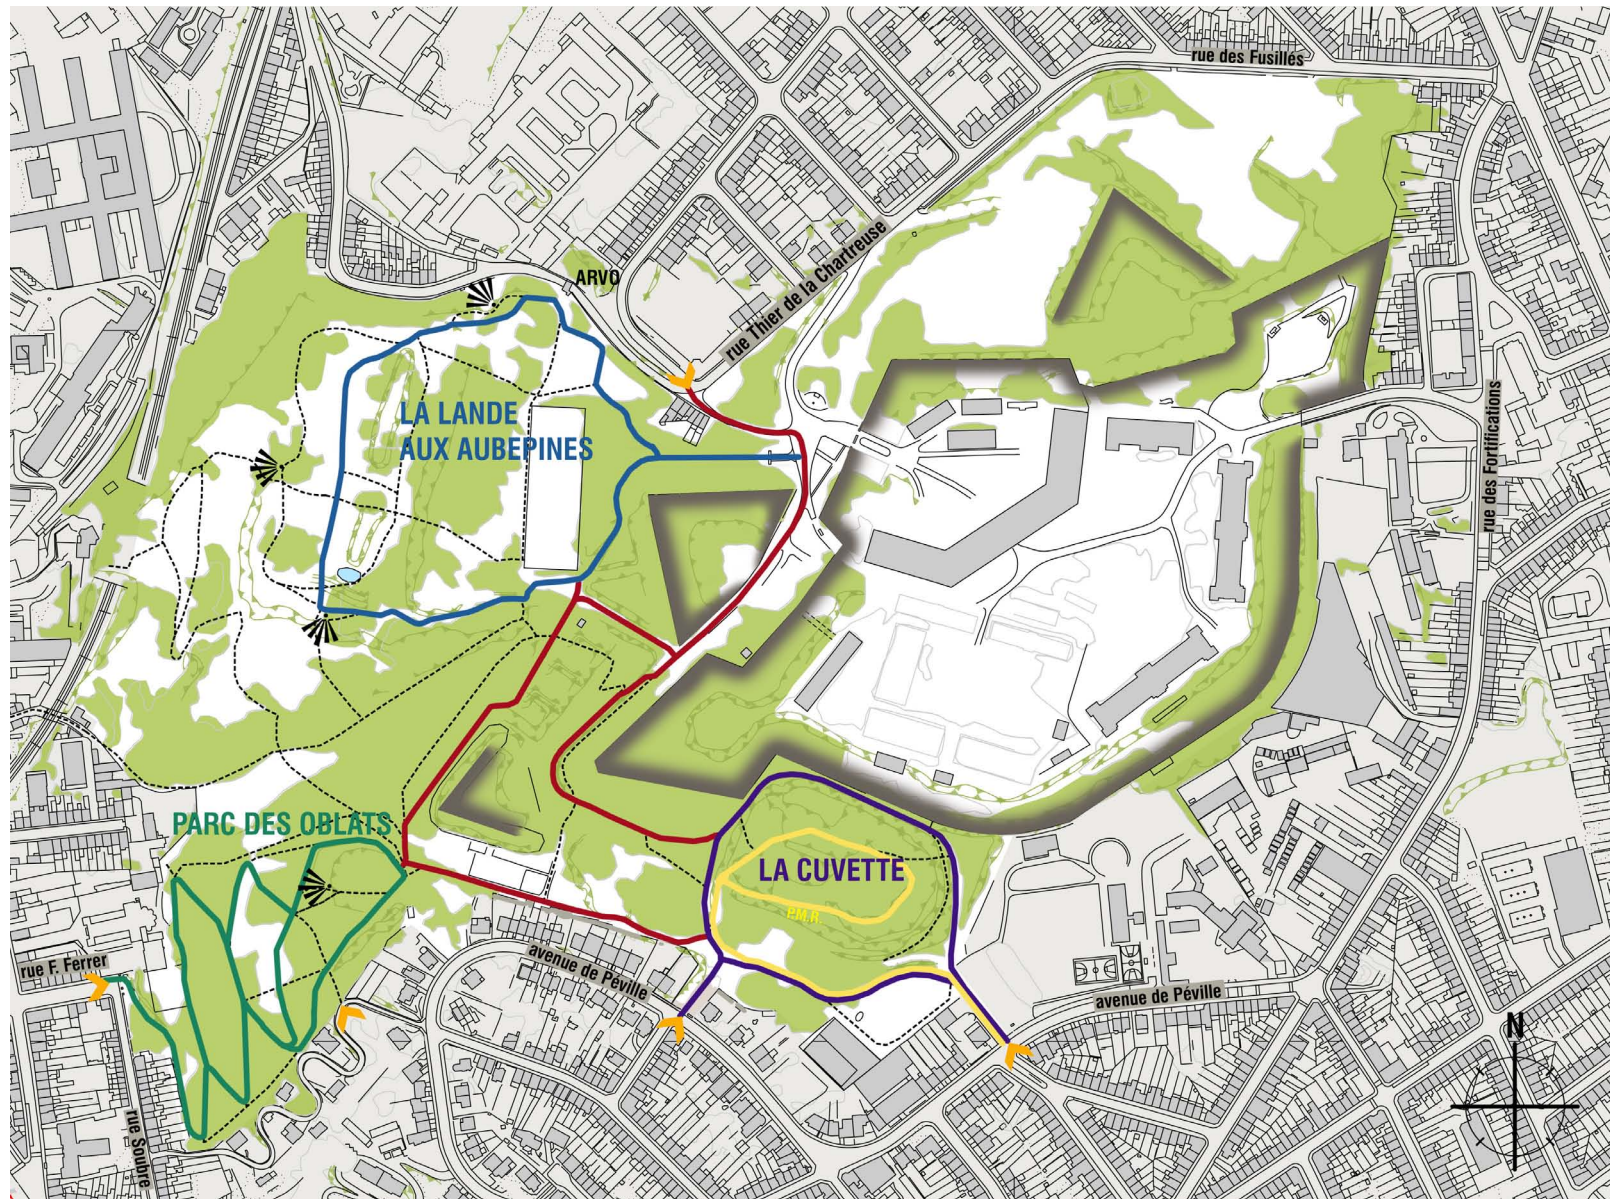 rue des Fusillés
ARVO
rue Thier de la Chartreuse
LA LANDE
AUX AUBEPINES
rue des Fortifications
PARC DES OBLATS
LA CUVETTE
P.M.R.
rue F. Ferrer
avenue de Péville
avenue de Péville
N
rue Soubre